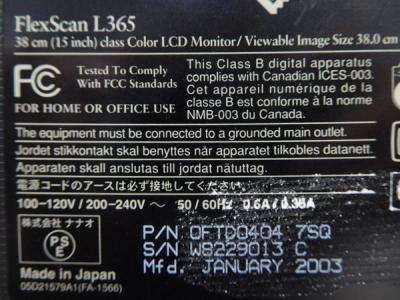 FlexScan L365
38 cm (15 inch) class Color LCD Monitor/ Viewable Image Size 38.0 cm
FC Tested To Comply
With FCC Standards
FOR HOME OR OFFICE USE
This Class B digital apparatus
complies with Canadian ICES-003.
Cet appareil numérique de la
classe B est conforme à la norme
NMB-003 du Canada.
The equipment must be connected to a grounded main outlet.
Jordet stikkontakt skal benyttes når apparatet tilkobles datanett.
Apparaten skall anslutas till jordat nätuttag.
電源コードのアースは必ず接地してください。
100-120V / 200-240V ～ 50 / 60Hz 0.6A / 0.35A
株式会社 ナナオ
PSE
Made in Japan
05D21579A1(FA-1566)
P/N 0FTD0404 7SQ
S/N W8229013 C
Mfd. JANUARY 2003